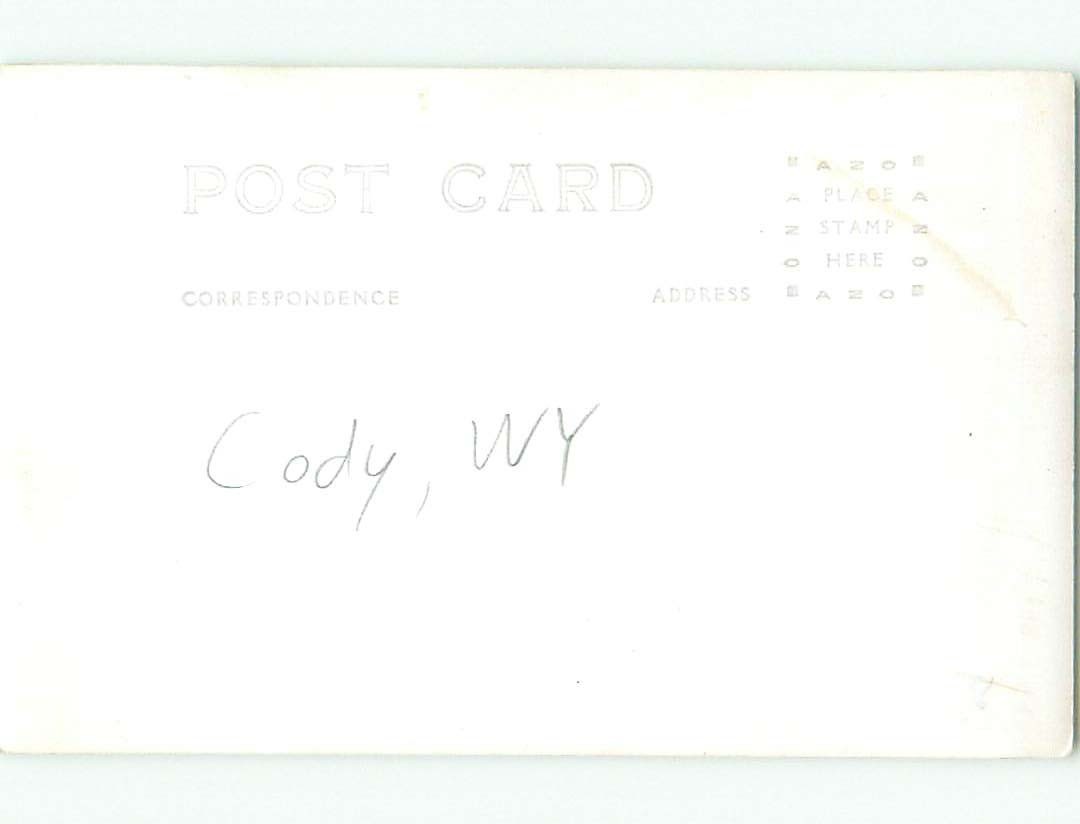 POST CARD
AZO
A PLACE A
N STAMP N
O HERE O
AZO
CORRESPONDENCE
ADDRESS
Cody, WY